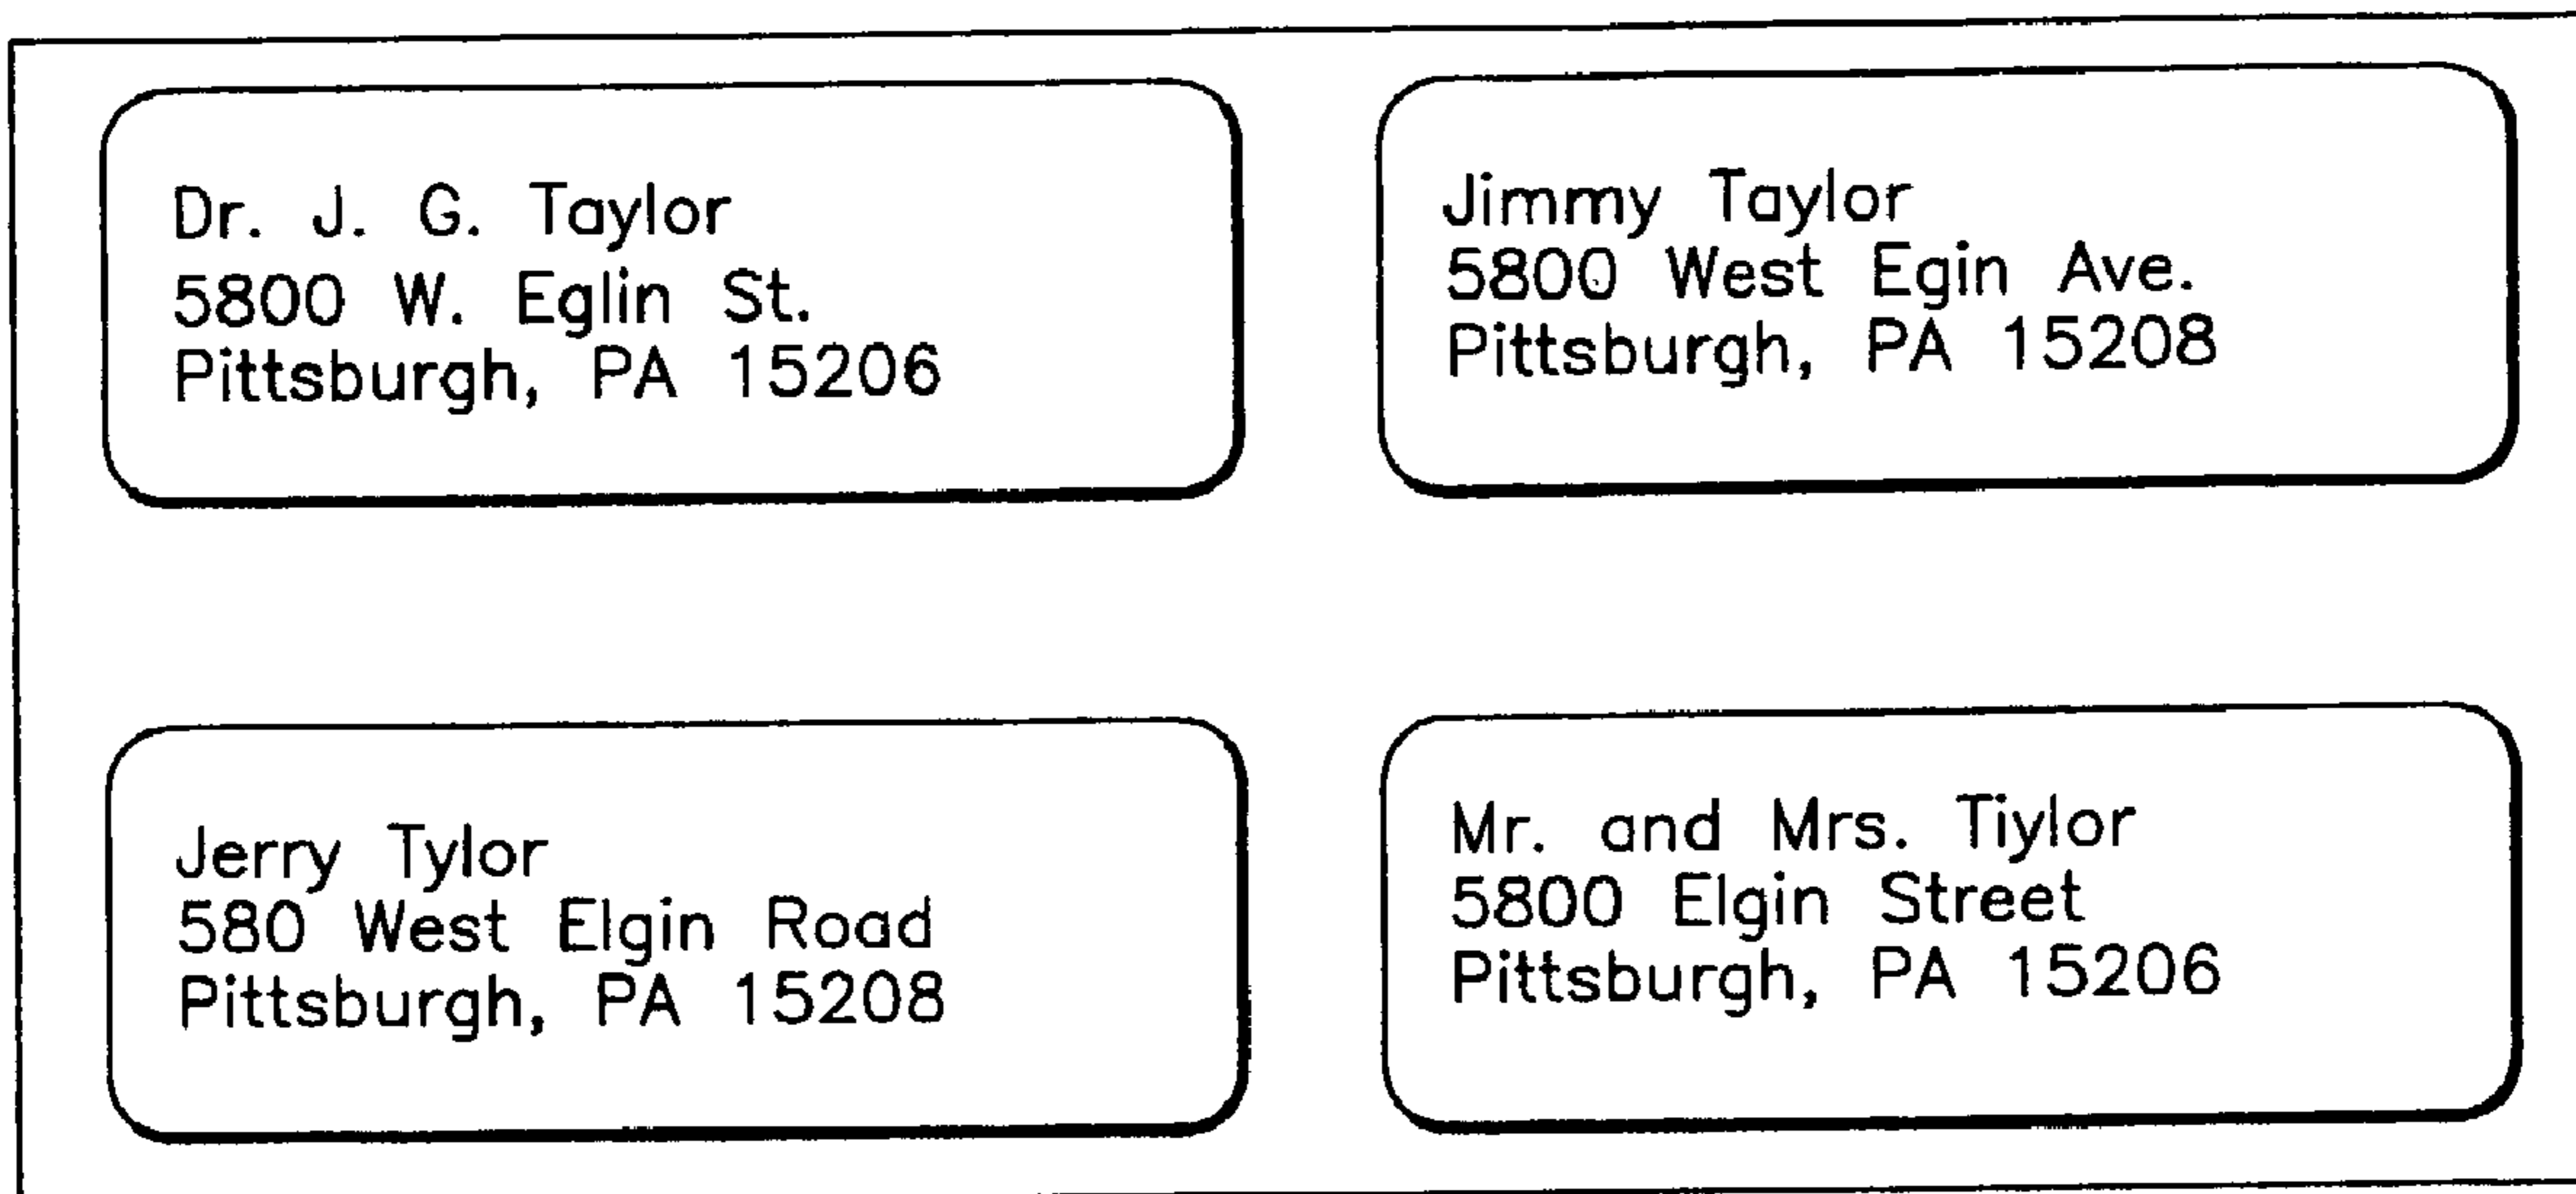 Dr. J. G. Taylor
5800 W. Eglin St.
Pittsburgh, PA 15206
Jimmy Taylor
5800 West Egin Ave.
Pittsburgh, PA 15208
Jerry Tylor
580 West Elgin Road
Pittsburgh, PA 15208
Mr. and Mrs. Tiylor
5800 Elgin Street
Pittsburgh, PA 15206